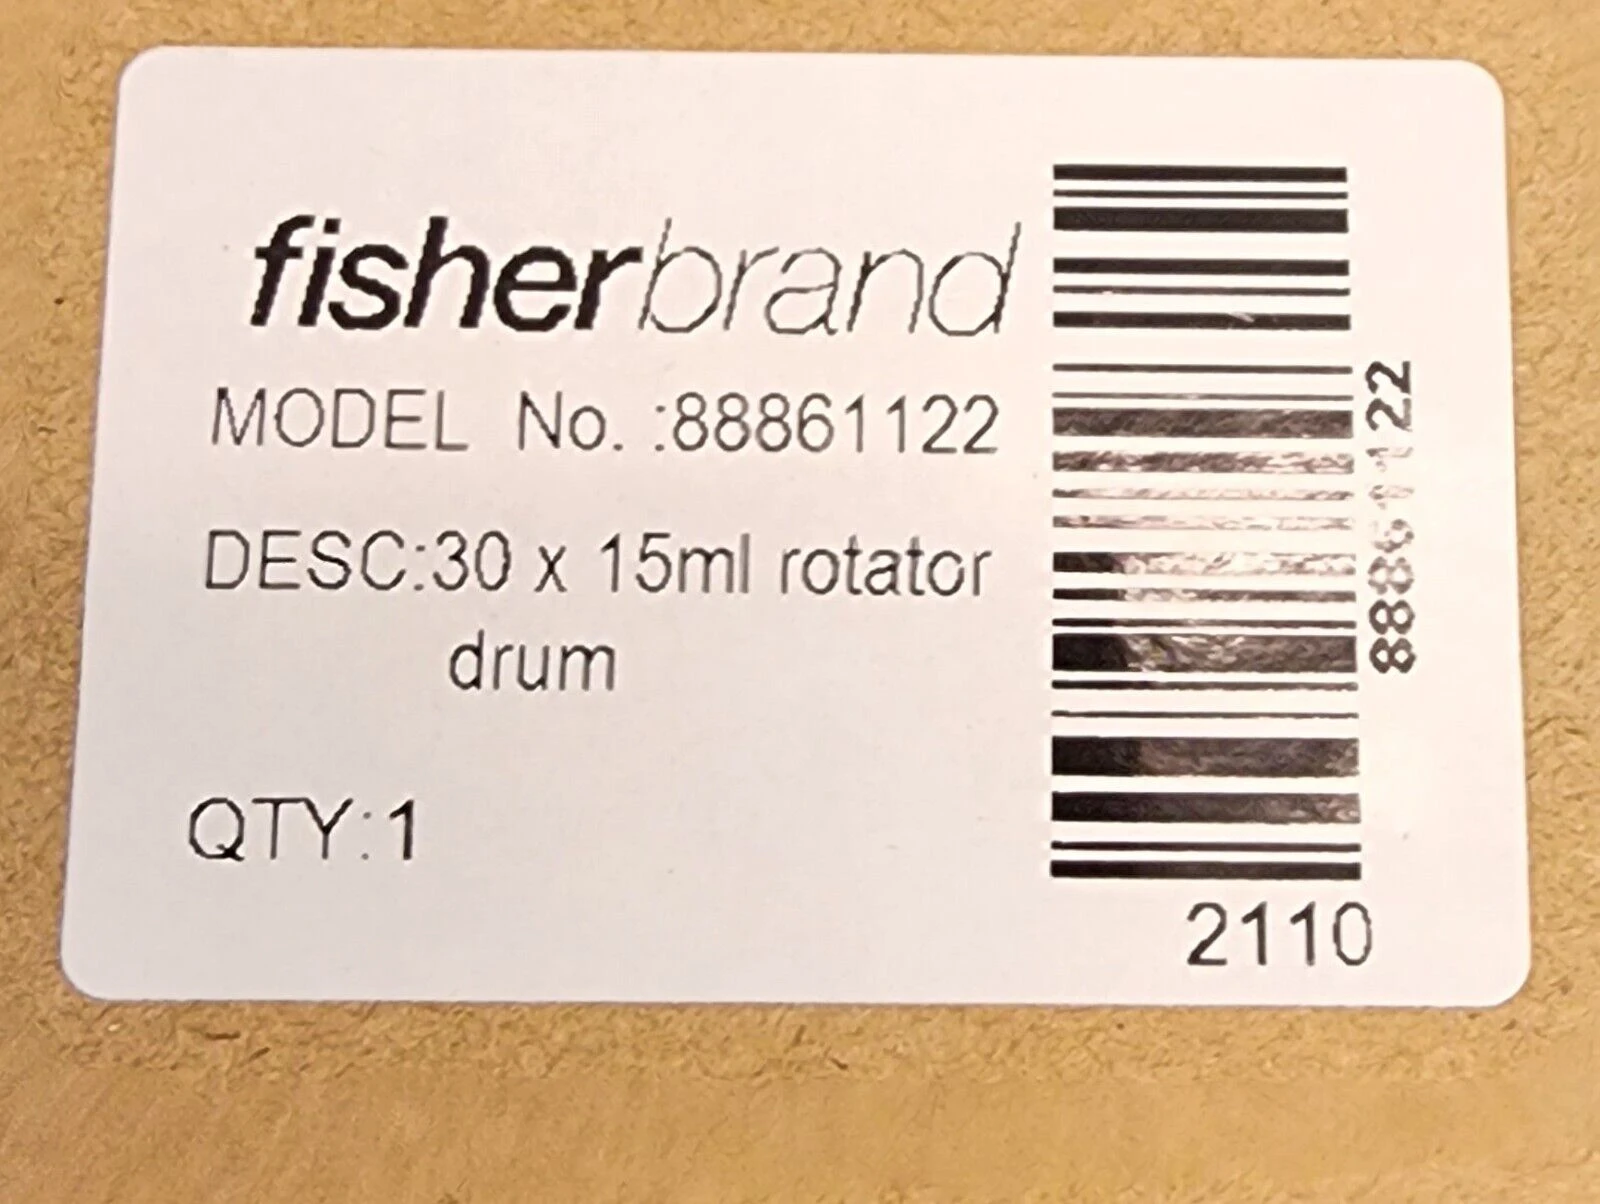 fisherbrand
MODEL No. :88861122
DESC:30 x 15ml rotator
drum
QTY:1
88861122
2110